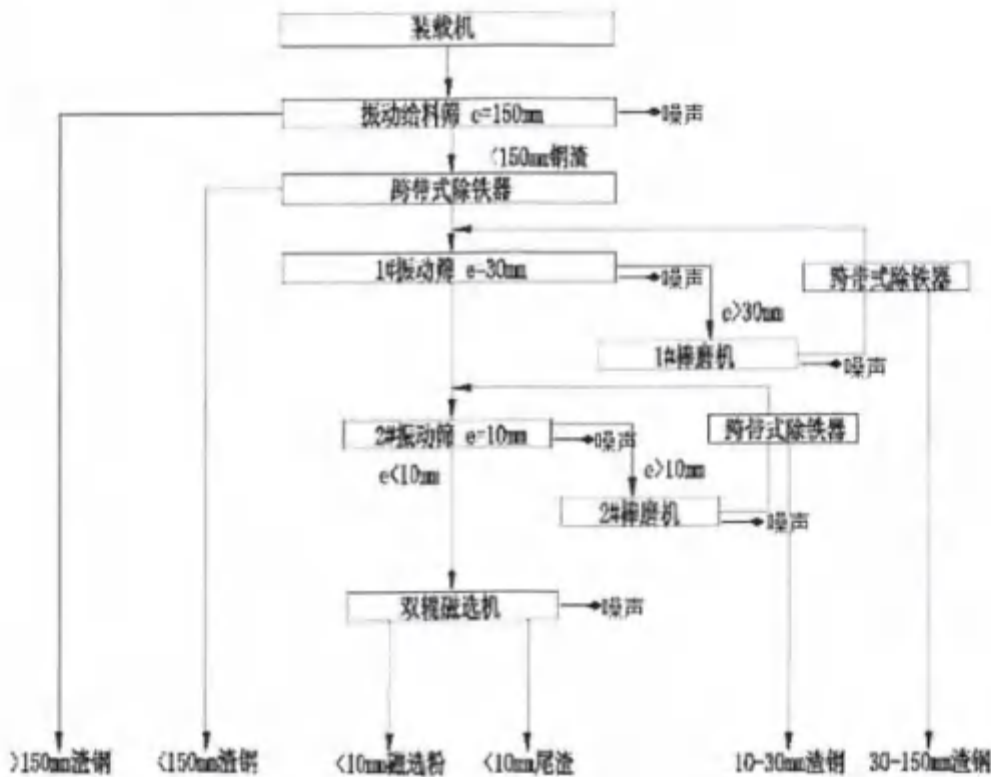 装载机
振动给料筛 e=150mm
噪声
<150mm钢渣
跨带式除铁器
1#振动筛 e-30mm
噪声
跨带式除铁器
e>30mm
1#棒磨机
噪声
2#振动筛 e=10mm
噪声
跨带式除铁器
e<10mm
e>10mm
2#棒磨机
噪声
双辊磁选机
噪声
>150mm渣钢
<150mm渣钢
<10mm磁选粉
<10mm尾渣
10-30mm渣钢
30-150mm渣钢